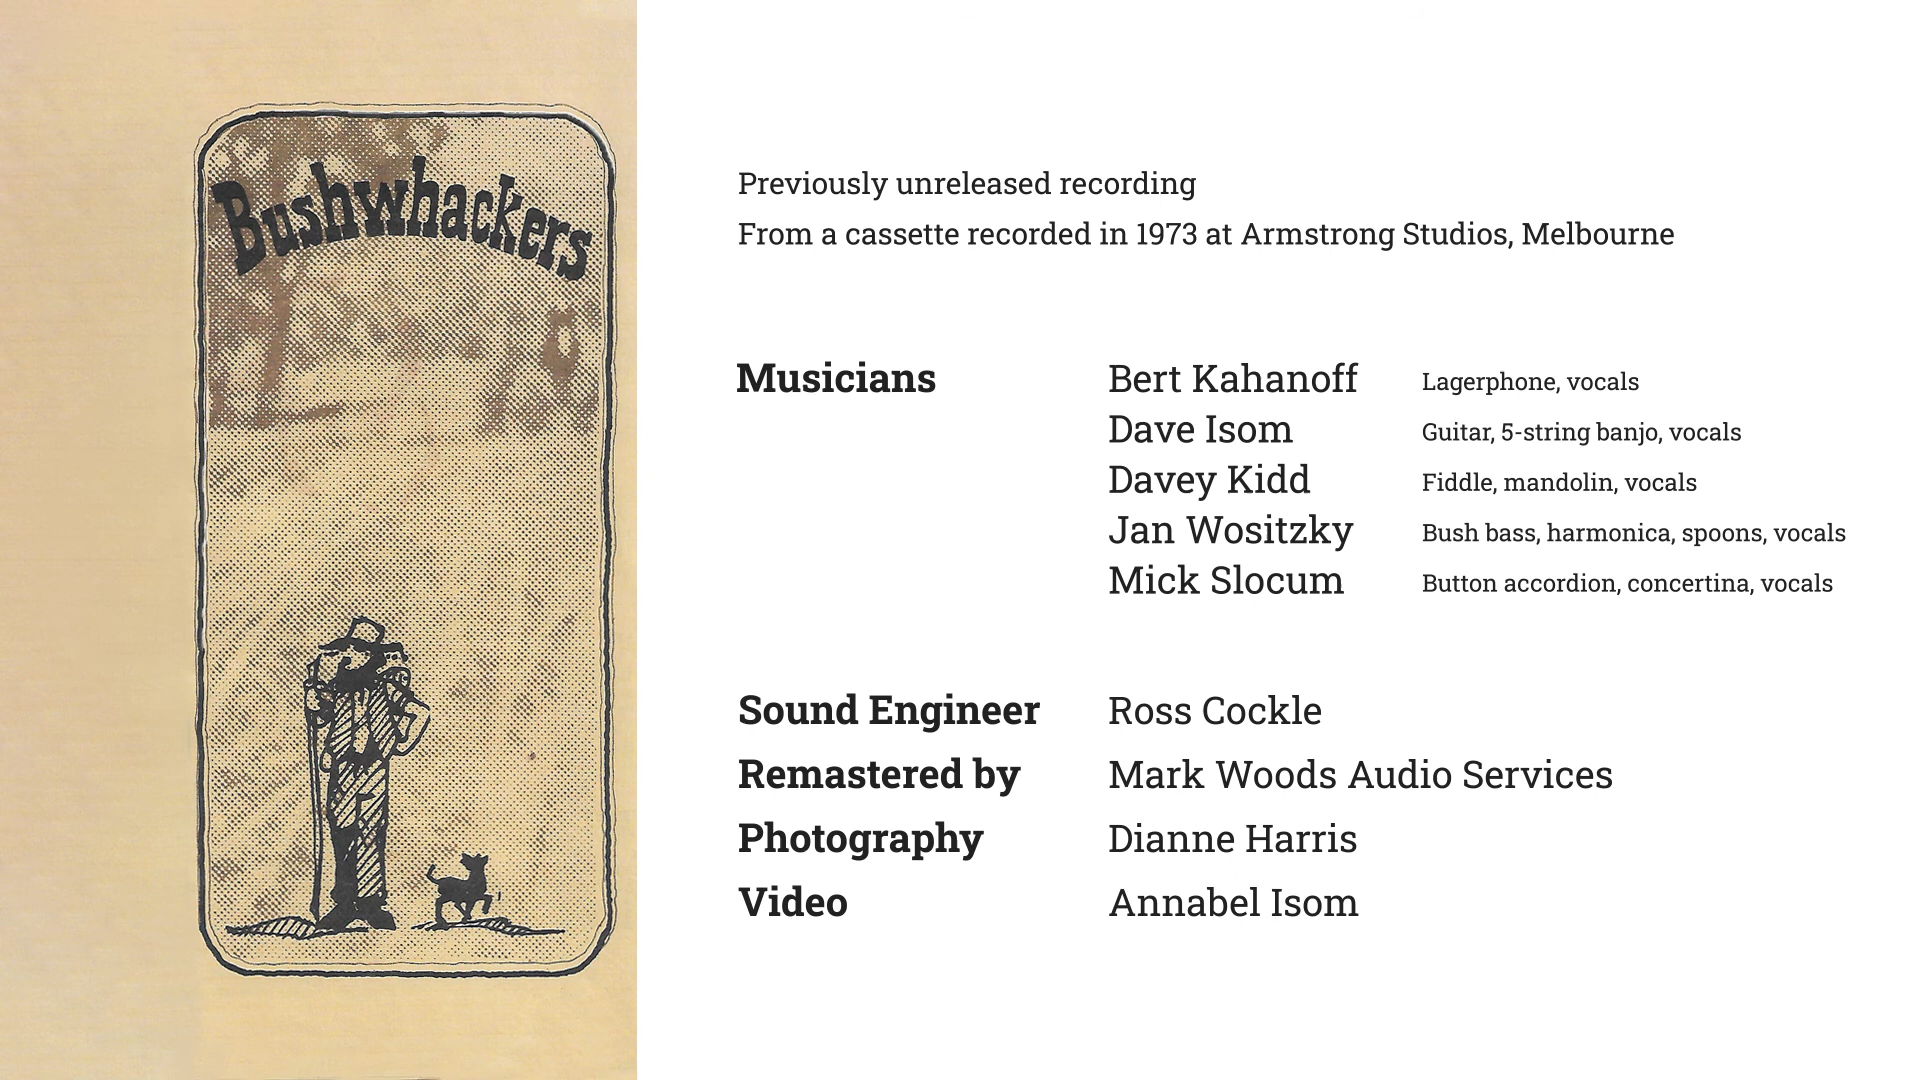 Bushwhackers
Previously unreleased recording
From a cassette recorded in 1973 at Armstrong Studios, Melbourne
Musicians
Bert Kahanoff Lagerphone, vocals
Dave Isom Guitar, 5-string banjo, vocals
Davey Kidd Fiddle, mandolin, vocals
Jan Wositzky Bush bass, harmonica, spoons, vocals
Mick Slocum Button accordion, concertina, vocals
Sound Engineer Ross Cockle
Remastered by Mark Woods Audio Services
Photography Dianne Harris
Video Annabel Isom